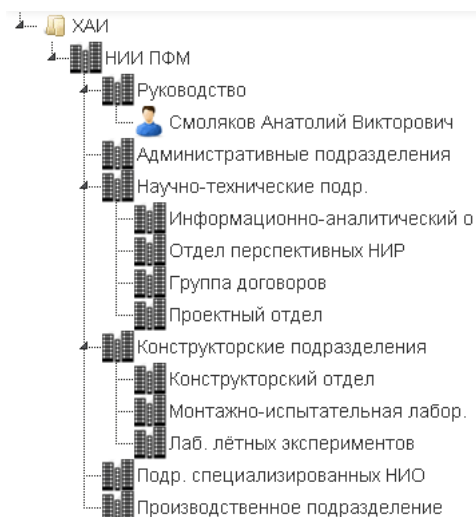 ХАИ
НИИ ПФМ
Руководство
Смоляков Анатолий Викторович
Административные подразделения
Научно-технические подр.
Информационно-аналитический о
Отдел перспективных НИР
Группа договоров
Проектный отдел
Конструкторские подразделения
Конструкторский отдел
Монтажно-испытательная лабор.
Лаб. лётных экспериментов
Подр. специализированных НИО
Производственное подразделение